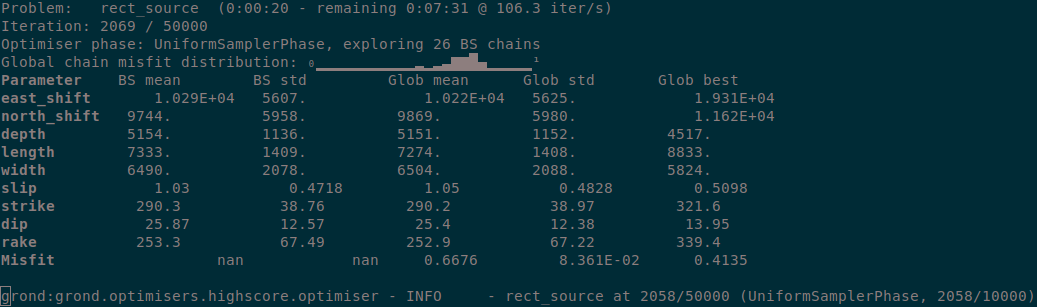 Problem:   rect_source  (0:00:20 - remaining 0:07:31 @ 106.3 iter/s)
Iteration: 2069 / 50000
Optimiser phase: UniformSamplerPhase, exploring 26 BS chains
Global chain misfit distribution: ₀ ¹
Parameter    BS mean        BS std         Glob mean      Glob std       Glob best
east_shift       1.029E+04   5607.             1.022E+04   5625.             1.931E+04
north_shift   9744.          5958.          9869.          5980.             1.162E+04
depth         5154.          1136.          5151.          1152.          4517.
length        7333.          1409.          7274.          1408.          8833.
width         6490.          2078.          6504.          2088.          5824.
slip             1.03           0.4718         1.05           0.4828         0.5098
strike         290.3          38.76          290.2          38.97          321.6
dip             25.87          12.57          25.4           12.38          13.95
rake           253.3          67.49          252.9          67.22          339.4
Misfit                  nan            nan     0.6676         8.361E-02      0.4135
grond:grond.optimisers.highscore.optimiser - INFO     - rect_source at 2058/50000 (UniformSamplerPhase, 2058/10000)